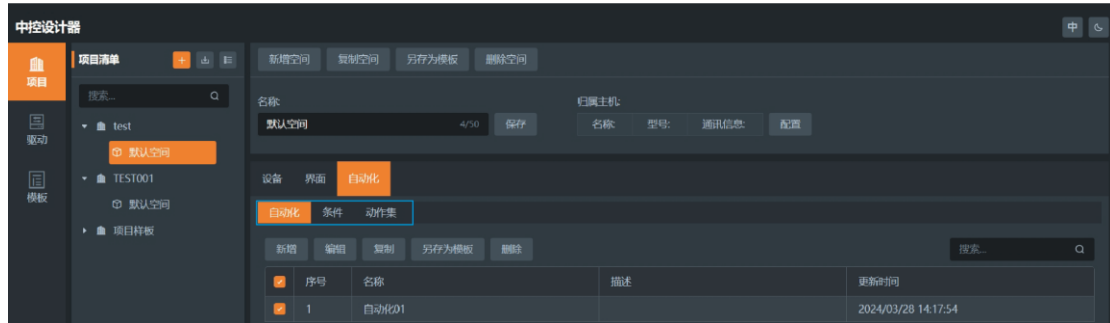 中控设计器
中
项目
驱动
模板
项目清单
搜索...
test
默认空间
TEST001
默认空间
项目样板
新增空间 复制空间 另存为模板 删除空间
名称: 归属主机:
默认空间 4/50 保存 名称: 型号: 通讯信息: 配置
设备 界面 自动化
自动化 条件 动作集
新增 编辑 复制 另存为模板 删除 搜索...
序号 名称 描述 更新时间
1 自动化01 2024/03/28 14:17:54